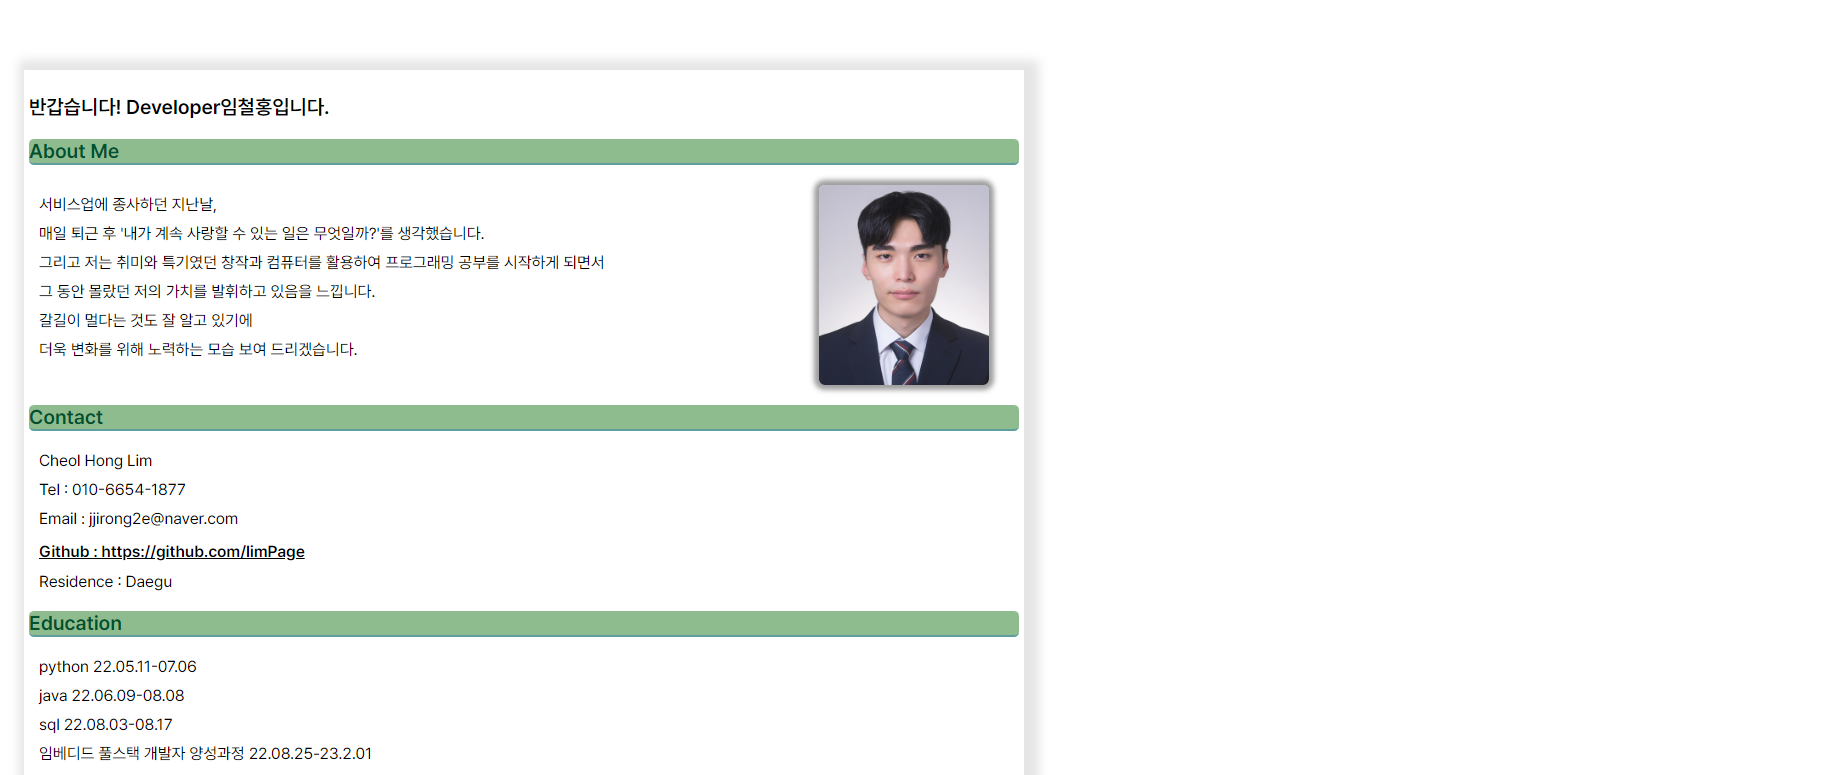 반갑습니다! Developer임철홍입니다.
About Me
서비스업에 종사하던 지난날,
매일 퇴근 후 '내가 계속 사랑할 수 있는 일은 무엇일까?'를 생각했습니다.
그리고 저는 취미와 특기였던 창작과 컴퓨터를 활용하여 프로그래밍 공부를 시작하게 되면서
그 동안 몰랐던 저의 가치를 발휘하고 있음을 느낍니다.
갈길이 멀다는 것도 잘 알고 있기에
더욱 변화를 위해 노력하는 모습 보여 드리겠습니다.
Contact
Cheol Hong Lim
Tel : 010-6654-1877
Email : jjirong2e@naver.com
Github : https://github.com/limPage
Residence : Daegu
Education
python 22.05.11-07.06
java 22.06.09-08.08
sql 22.08.03-08.17
임베디드 풀스택 개발자 양성과정 22.08.25-23.2.01